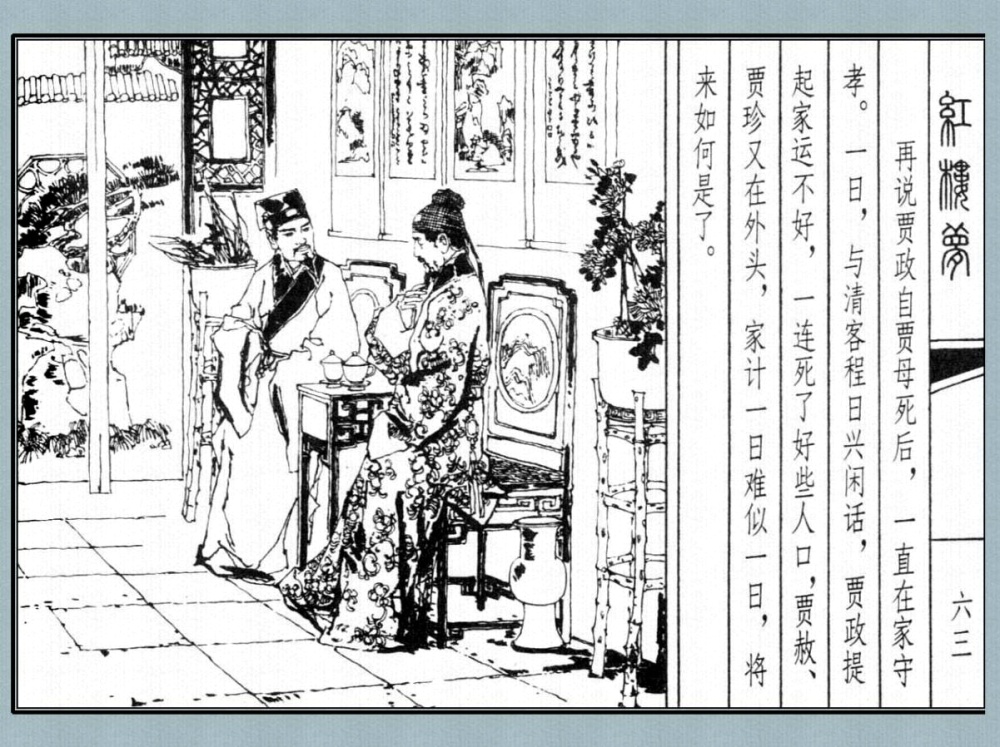 紅樓夢
六三
再说贾政自贾母死后，一直在家守
孝。一日，与清客程日兴闲话，贾政提
起家运不好，一连死了好些人口，贾赦、
贾珍又在外头，家计一日难似一日，将
来如何是了。